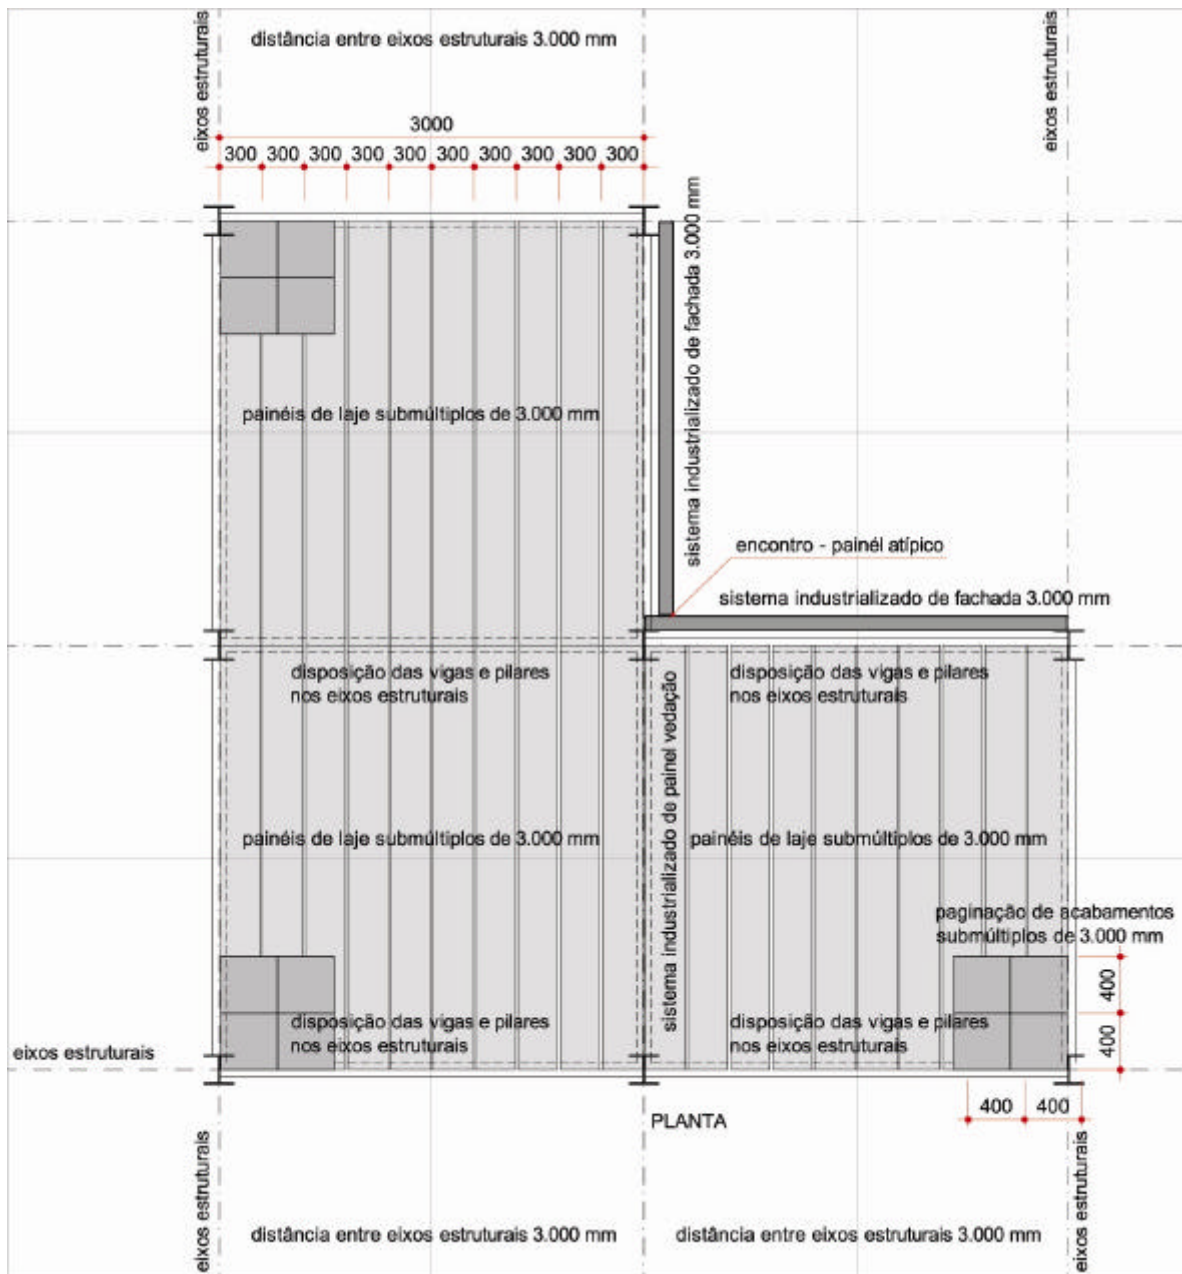 distância entre eixos estruturais 3.000 mm
eixos estruturais
eixos estruturais
3000
300 300 300 300 300 300 300 300 300 300
sistema industrializado de fachada 3.000 mm
painéis de laje submúltiplos de 3.000 mm
encontro - painél atípico
sistema industrializado de fachada 3.000 mm
disposição das vigas e pilares
nos eixos estruturais
disposição das vigas e pilares
nos eixos estruturais
sistema industrializado de painel vedação
painéis de laje submúltiplos de 3.000 mm
painéis de laje submúltiplos de 3.000 mm
paginação de acabamentos
submúltiplos de 3.000 mm
400
400
disposição das vigas e pilares
nos eixos estruturais
disposição das vigas e pilares
nos eixos estruturais
eixos estruturais
400 400
PLANTA
eixos estruturais
eixos estruturais
distância entre eixos estruturais 3.000 mm
distância entre eixos estruturais 3.000 mm